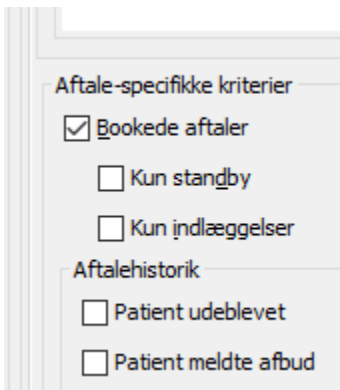 Aftale-specifikke kriterier
Bookede aftaler
Kun standby
Kun indlæggelser
Aftalehistorik
Patient udeblevet
Patient meldte afbud